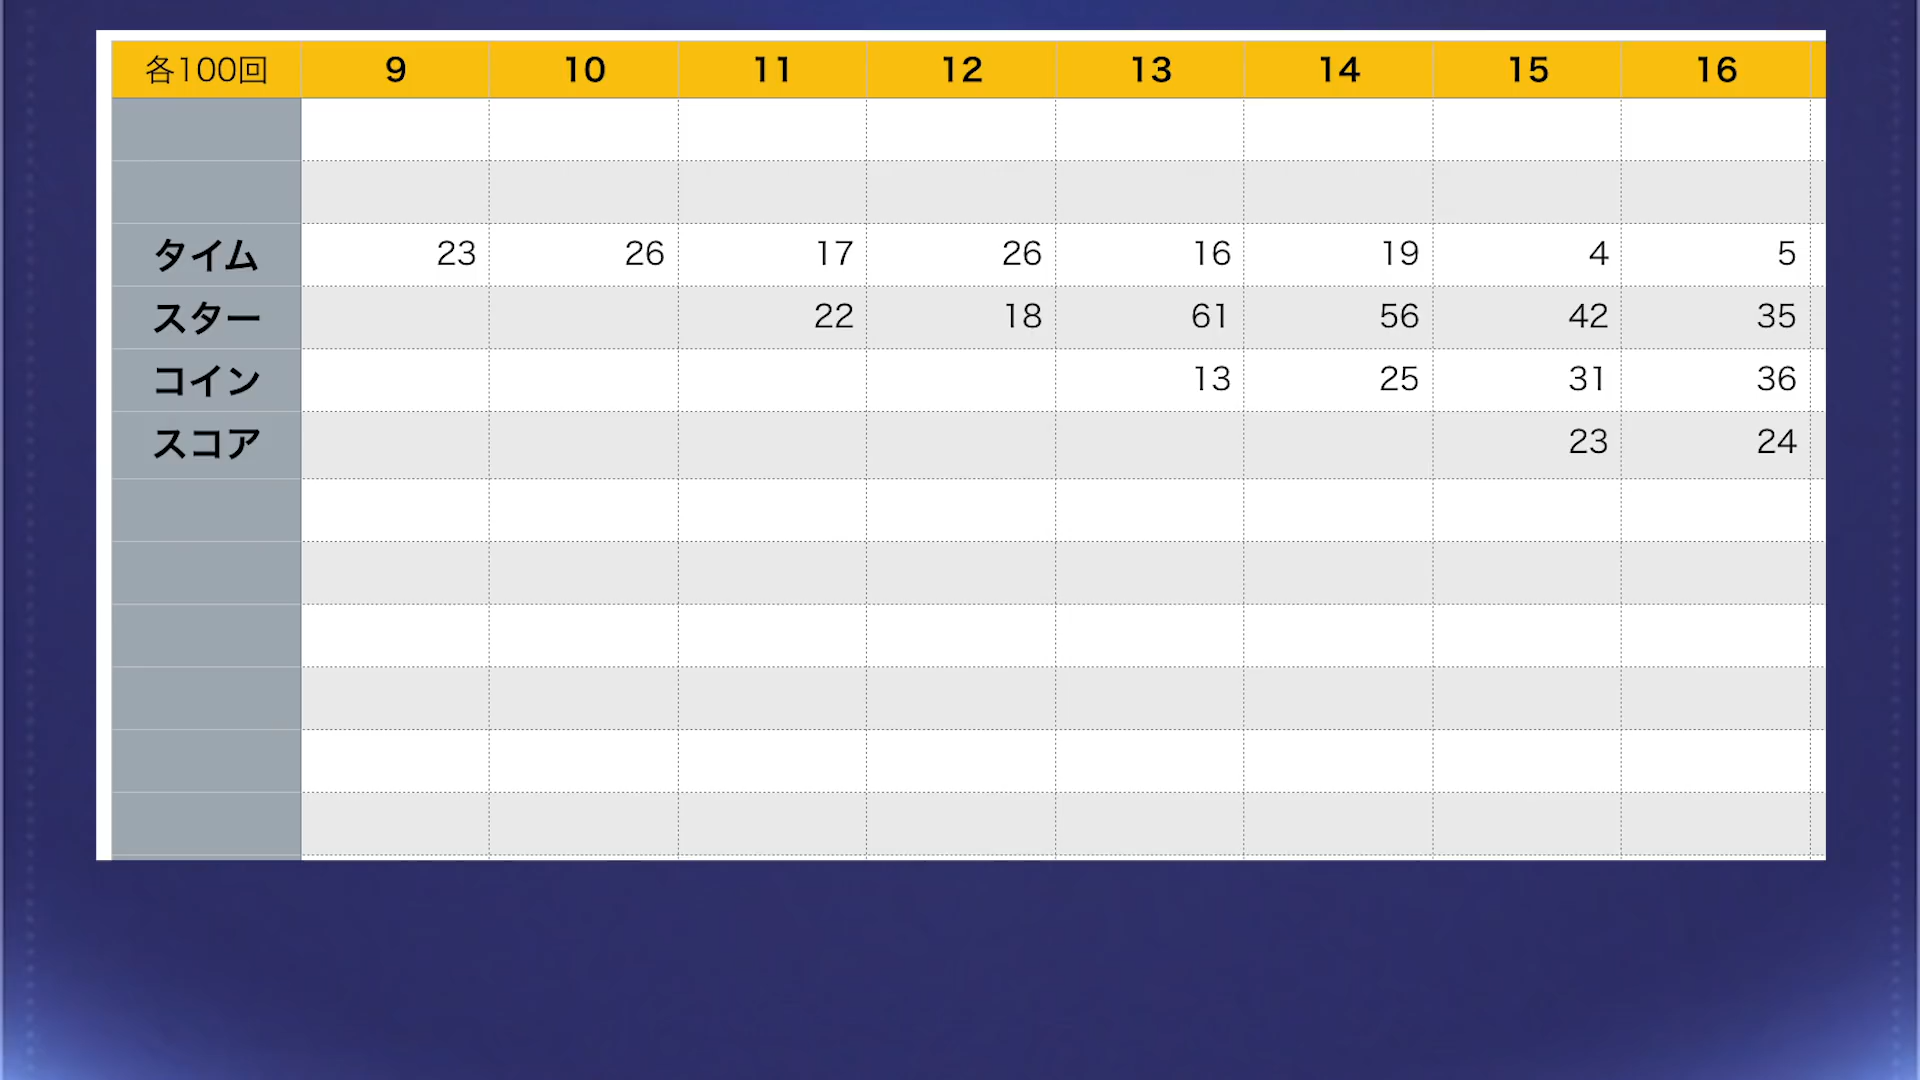 各100回 9 10 11 12 13 14 15 16
タイム 23 26 17 26 16 19 4 5
スター 22 18 61 56 42 35
コイン 13 25 31 36
スコア 23 24